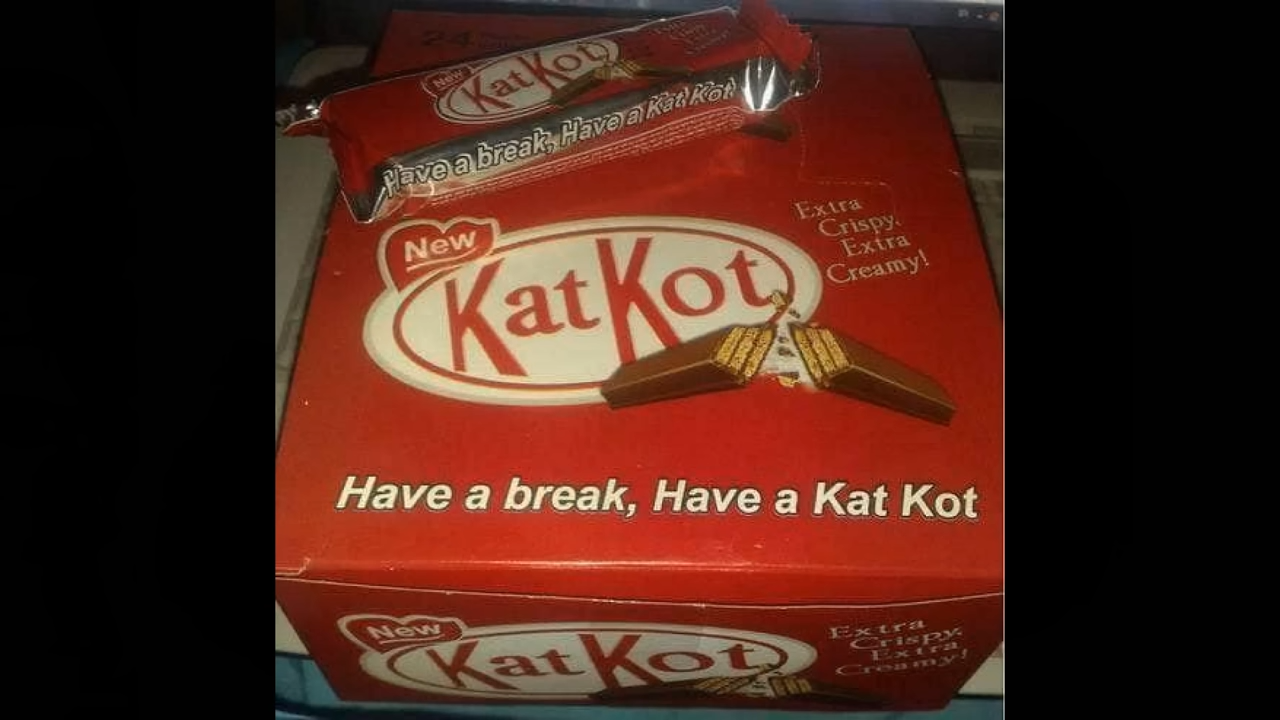 24
New
KatKot
Have a break, Have a Kat Kot
New
KatKot
Extra
Crispy,
Extra
Creamy!
Have a break, Have a Kat Kot
New
KatKot
Extra
Crispy,
Extra
Creamy!